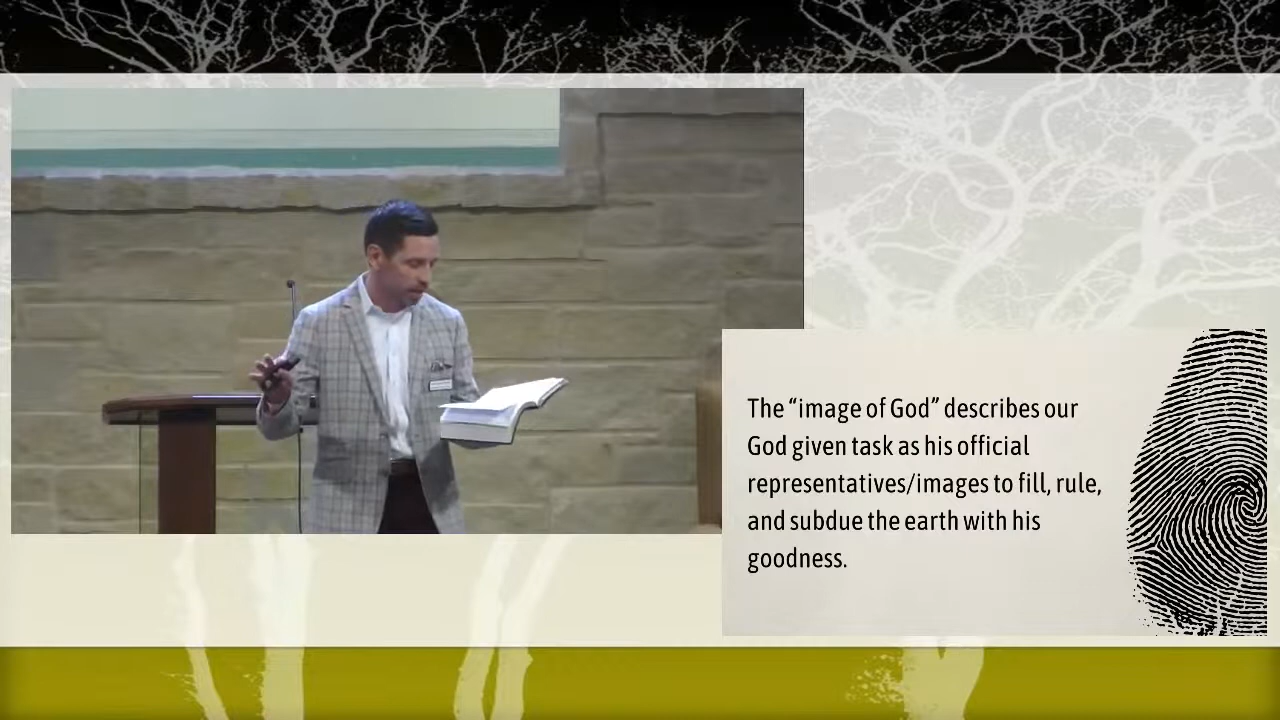 The “image of God” describes our
God given task as his official
representatives/images to fill, rule,
and subdue the earth with his
goodness.